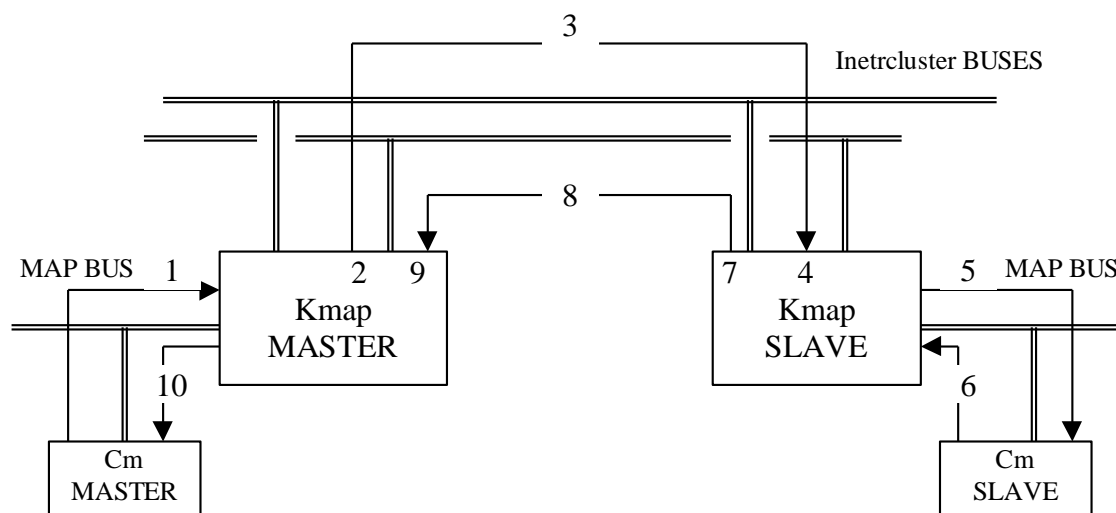 3
Inetrcluster BUSES
8
MAP BUS
1
2
9
7
4
5
MAP BUS
Kmap
MASTER
Kmap
SLAVE
10
6
Cm
MASTER
Cm
SLAVE